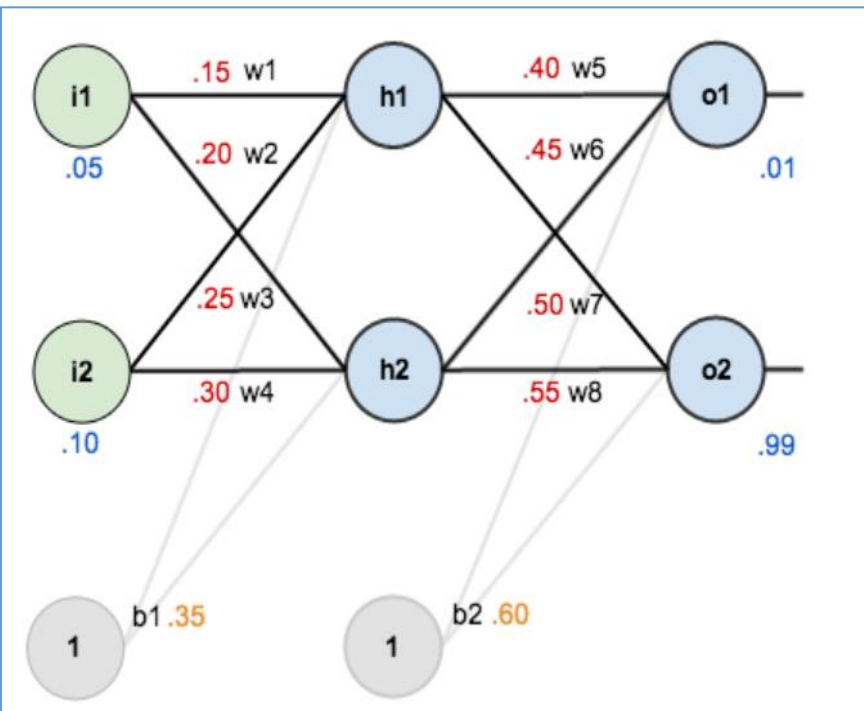 .15 w1
.40 w5
i1
h1
o1
.20 w2
.45 w6
.05
.01
.25 w3
.50 w7
i2
h2
o2
.30 w4
.55 w8
.10
.99
b1 .35
b2 .60
1
1